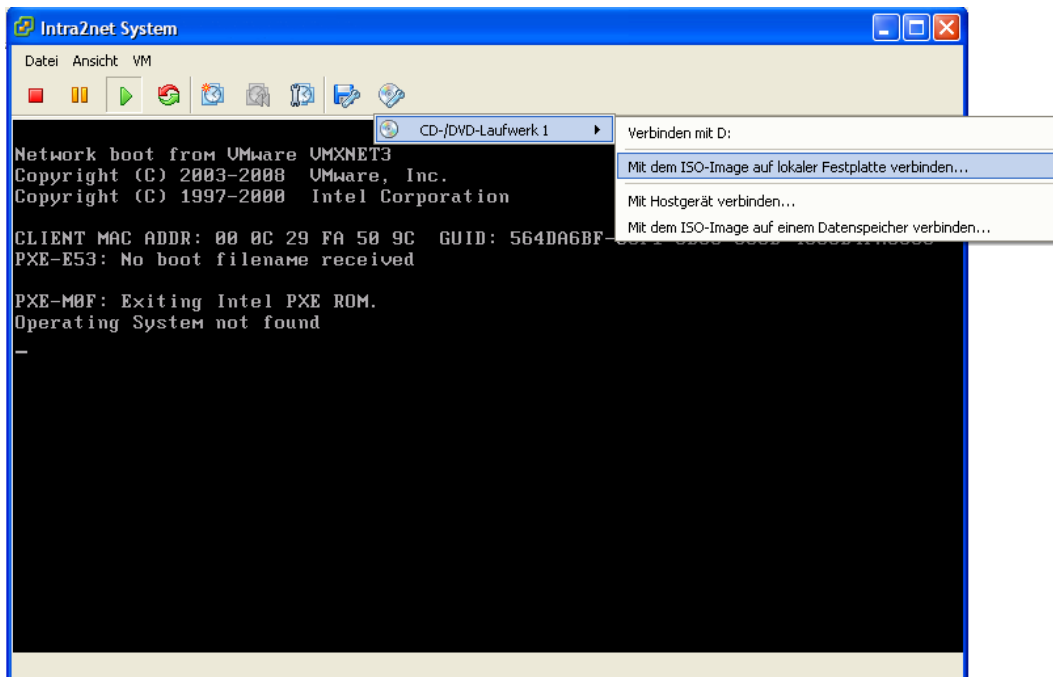 Intra2net System
Datei Ansicht VM
CD-/DVD-Laufwerk 1
Verbinden mit D:
Mit dem ISO-Image auf lokaler Festplatte verbinden...
Mit Hostgerät verbinden...
Mit dem ISO-Image auf einem Datenspeicher verbinden...
Network boot from VMware VMXNET3
Copyright (C) 2003-2008 VMware, Inc.
Copyright (C) 1997-2000 Intel Corporation
CLIENT MAC ADDR: 00 0C 29 FA 50 9C GUID: 564DA6BF-
PXE-E53: No boot filename received
PXE-M0F: Exiting Intel PXE ROM.
Operating System not found